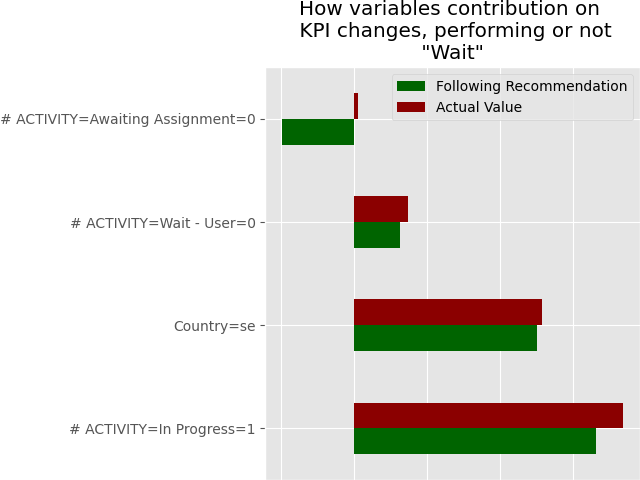 How variables contribution on
KPI changes, performing or not
"Wait"
Following Recommendation
Actual Value
# ACTIVITY=Awaiting Assignment=0
# ACTIVITY=Wait - User=0
Country=se
# ACTIVITY=In Progress=1